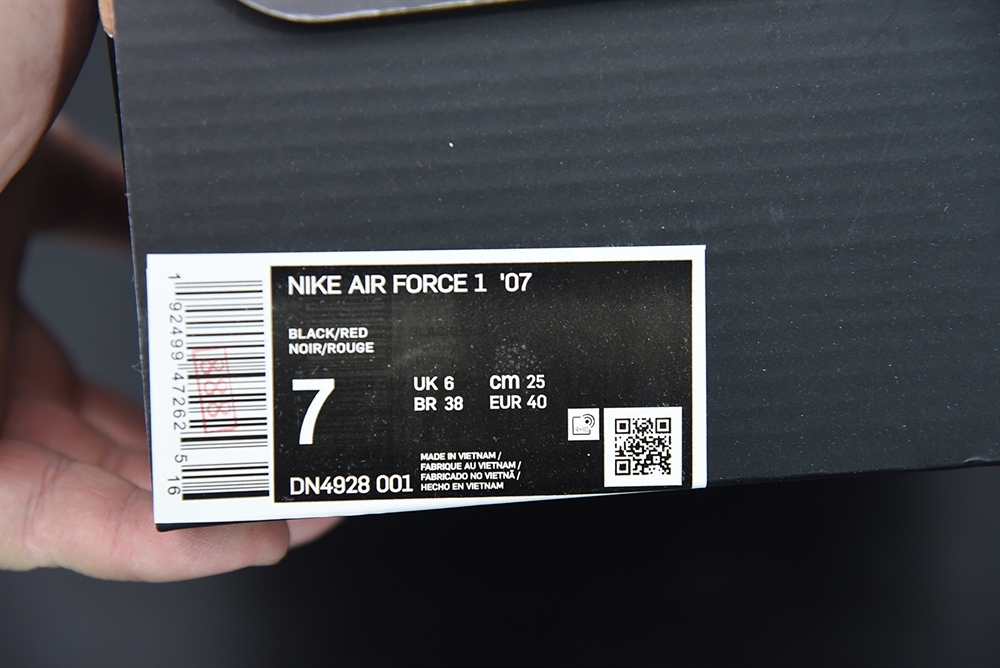 NIKE AIR FORCE 1 '07
BLACK/RED
NOIR/ROUGE
7
UK 6 cm 25
BR 38 EUR 40
MADE IN VIETNAM /
FABRIQUE AU VIETNAM /
FABRICADO NO VIETNÃ /
HECHO EN VIETNAM
DN4928 001
1 92499 47262 5 16
888